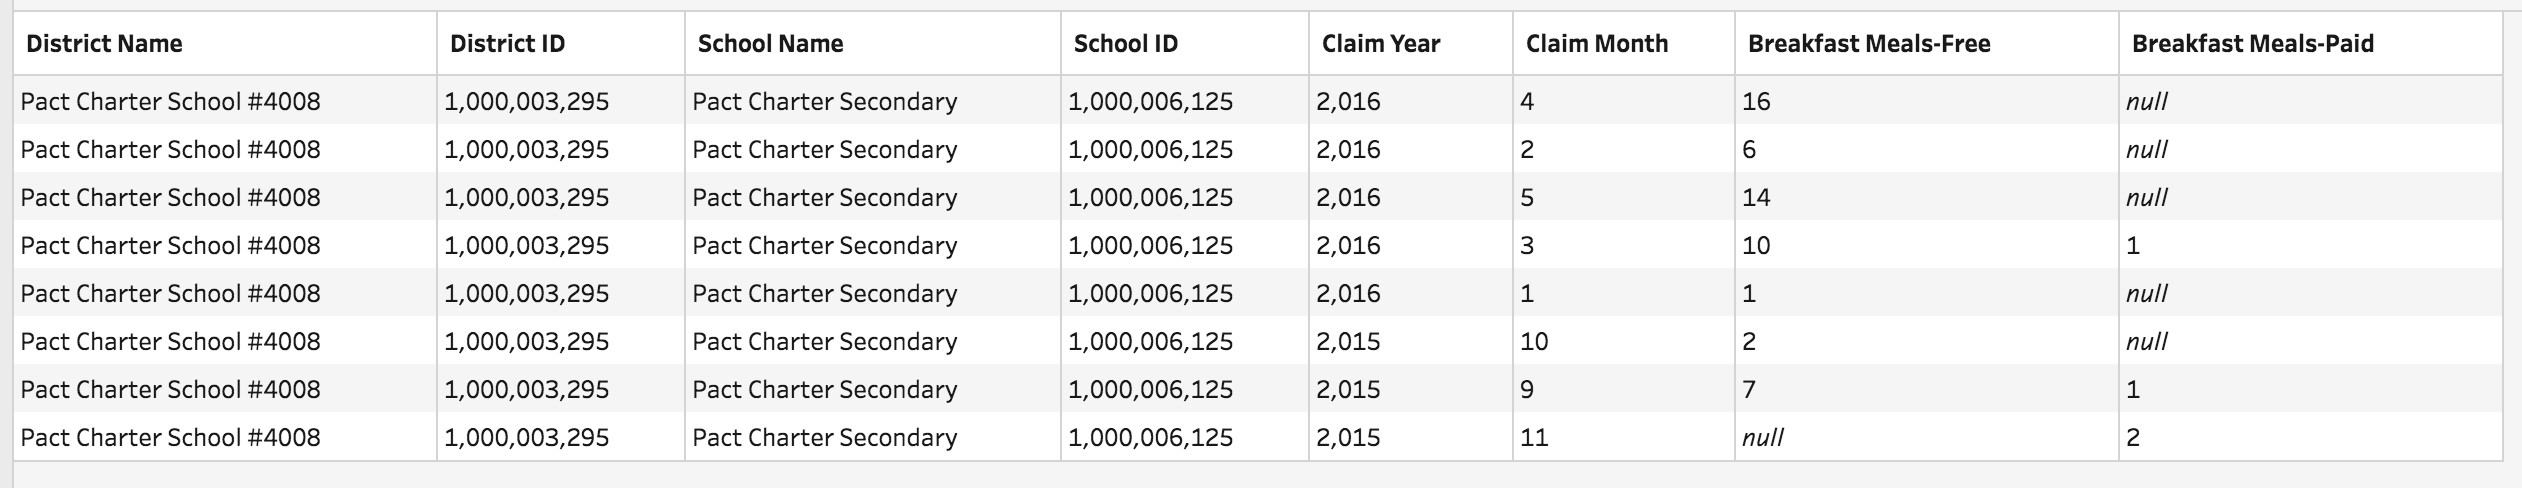 District Name District ID School Name School ID Claim Year Claim Month Breakfast Meals-Free Breakfast Meals-Paid
Pact Charter School #4008 1,000,003,295 Pact Charter Secondary 1,000,006,125 2,016 4 16 null
Pact Charter School #4008 1,000,003,295 Pact Charter Secondary 1,000,006,125 2,016 2 6 null
Pact Charter School #4008 1,000,003,295 Pact Charter Secondary 1,000,006,125 2,016 5 14 null
Pact Charter School #4008 1,000,003,295 Pact Charter Secondary 1,000,006,125 2,016 3 10 1
Pact Charter School #4008 1,000,003,295 Pact Charter Secondary 1,000,006,125 2,016 1 1 null
Pact Charter School #4008 1,000,003,295 Pact Charter Secondary 1,000,006,125 2,015 10 2 null
Pact Charter School #4008 1,000,003,295 Pact Charter Secondary 1,000,006,125 2,015 9 7 1
Pact Charter School #4008 1,000,003,295 Pact Charter Secondary 1,000,006,125 2,015 11 null 2